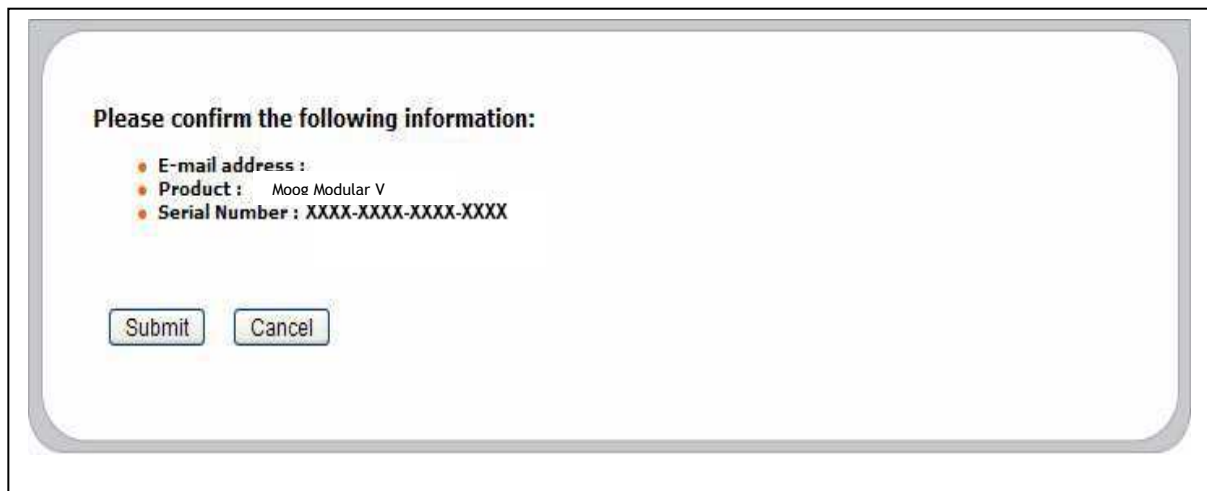 Please confirm the following information:
E-mail address :
Product : Moog Modular V
Serial Number : XXXX-XXXX-XXXX-XXXX
Submit Cancel